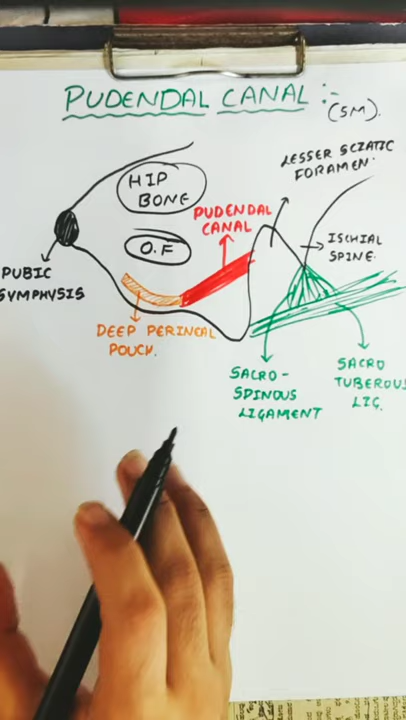 PUDENDAL CANAL :-
(5M).
LESSER SCIATIC
FORAMEN.
HIP
BONE
PUDENDAL
CANAL
O.F
ISCHIAL
SPINE.
PUBIC
SYMPHYSIS
DEEP PERINEAL
POUCH.
SACRO-
SPINOUS
LIGAMENT
SACRO
TUBEROUS
LIG.